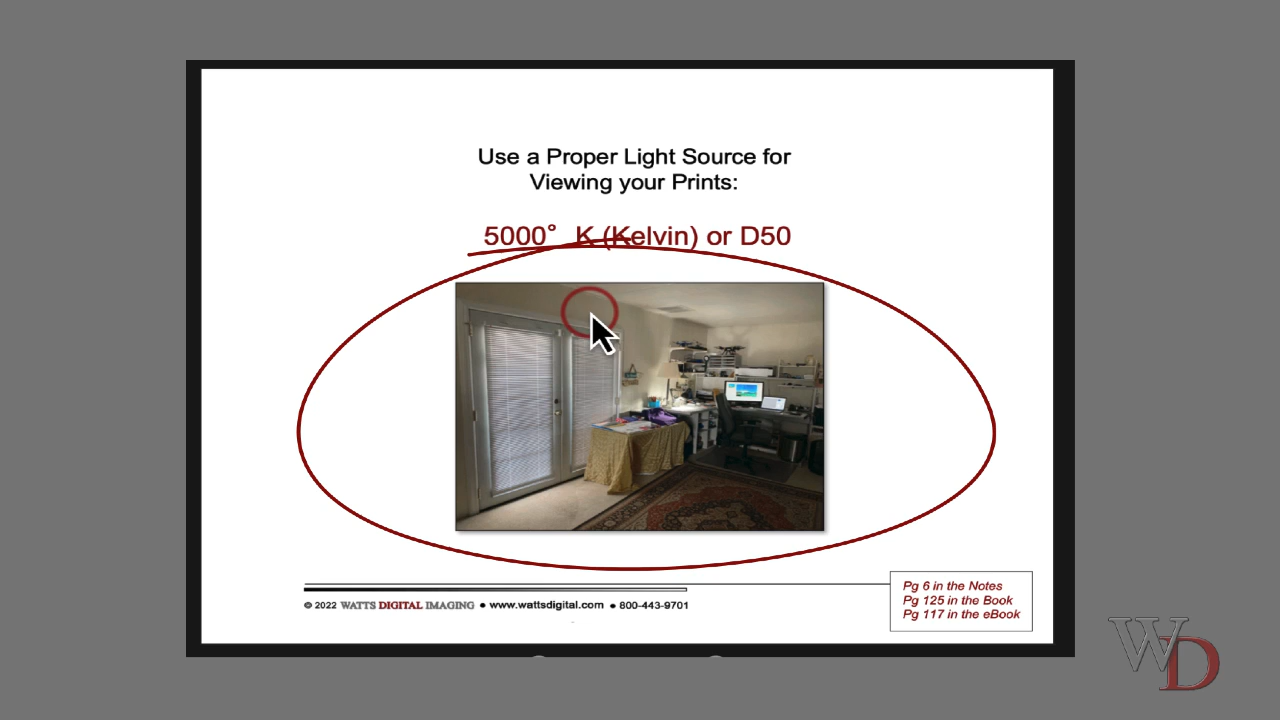 Use a Proper Light Source for
Viewing your Prints:
5000° K (Kelvin) or D50
Pg 6 in the Notes
Pg 125 in the Book
Pg 117 in the eBook
© 2022 WATTS DIGITAL IMAGING ● www.wattsdigital.com ● 800-443-9701
WD